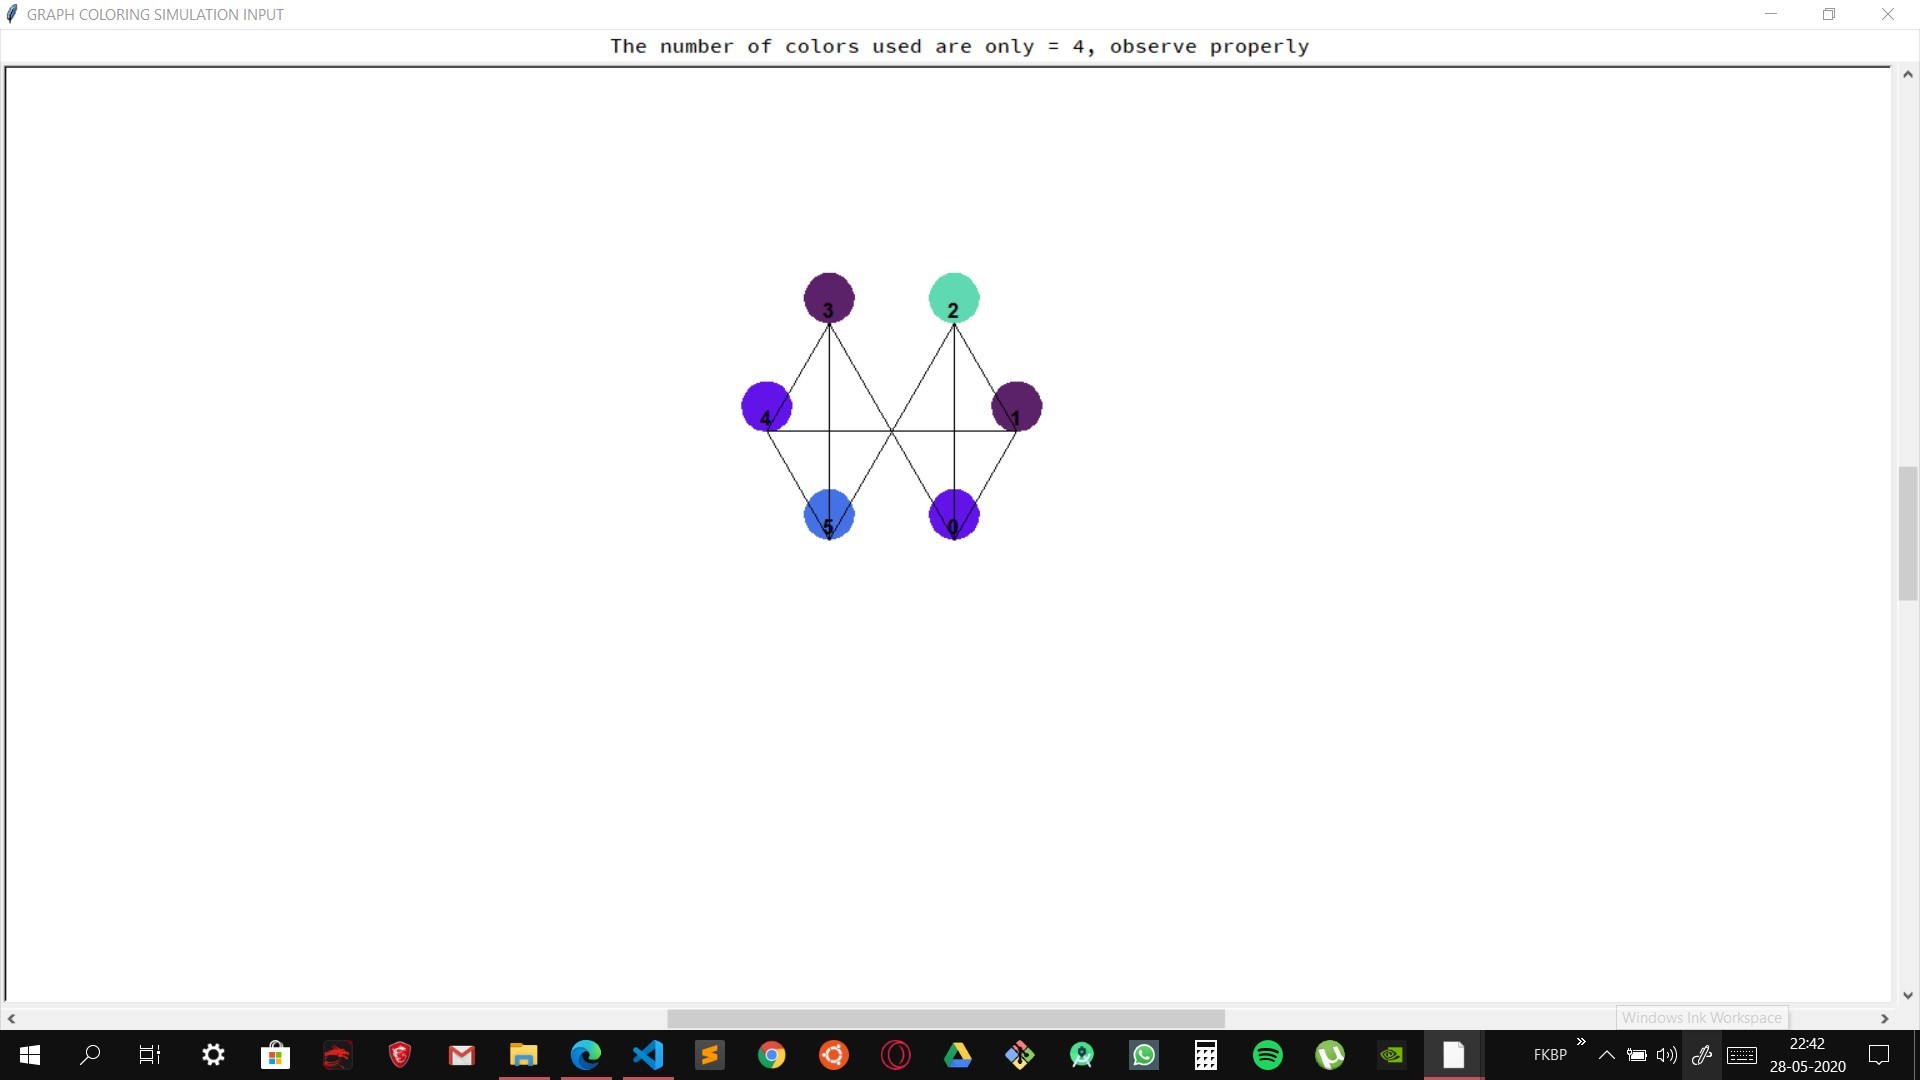 GRAPH COLORING SIMULATION INPUT
The number of colors used are only = 4, observe properly
3
2
4
1
5
0
Windows Ink Workspace
FKBP
22:42
28-05-2020